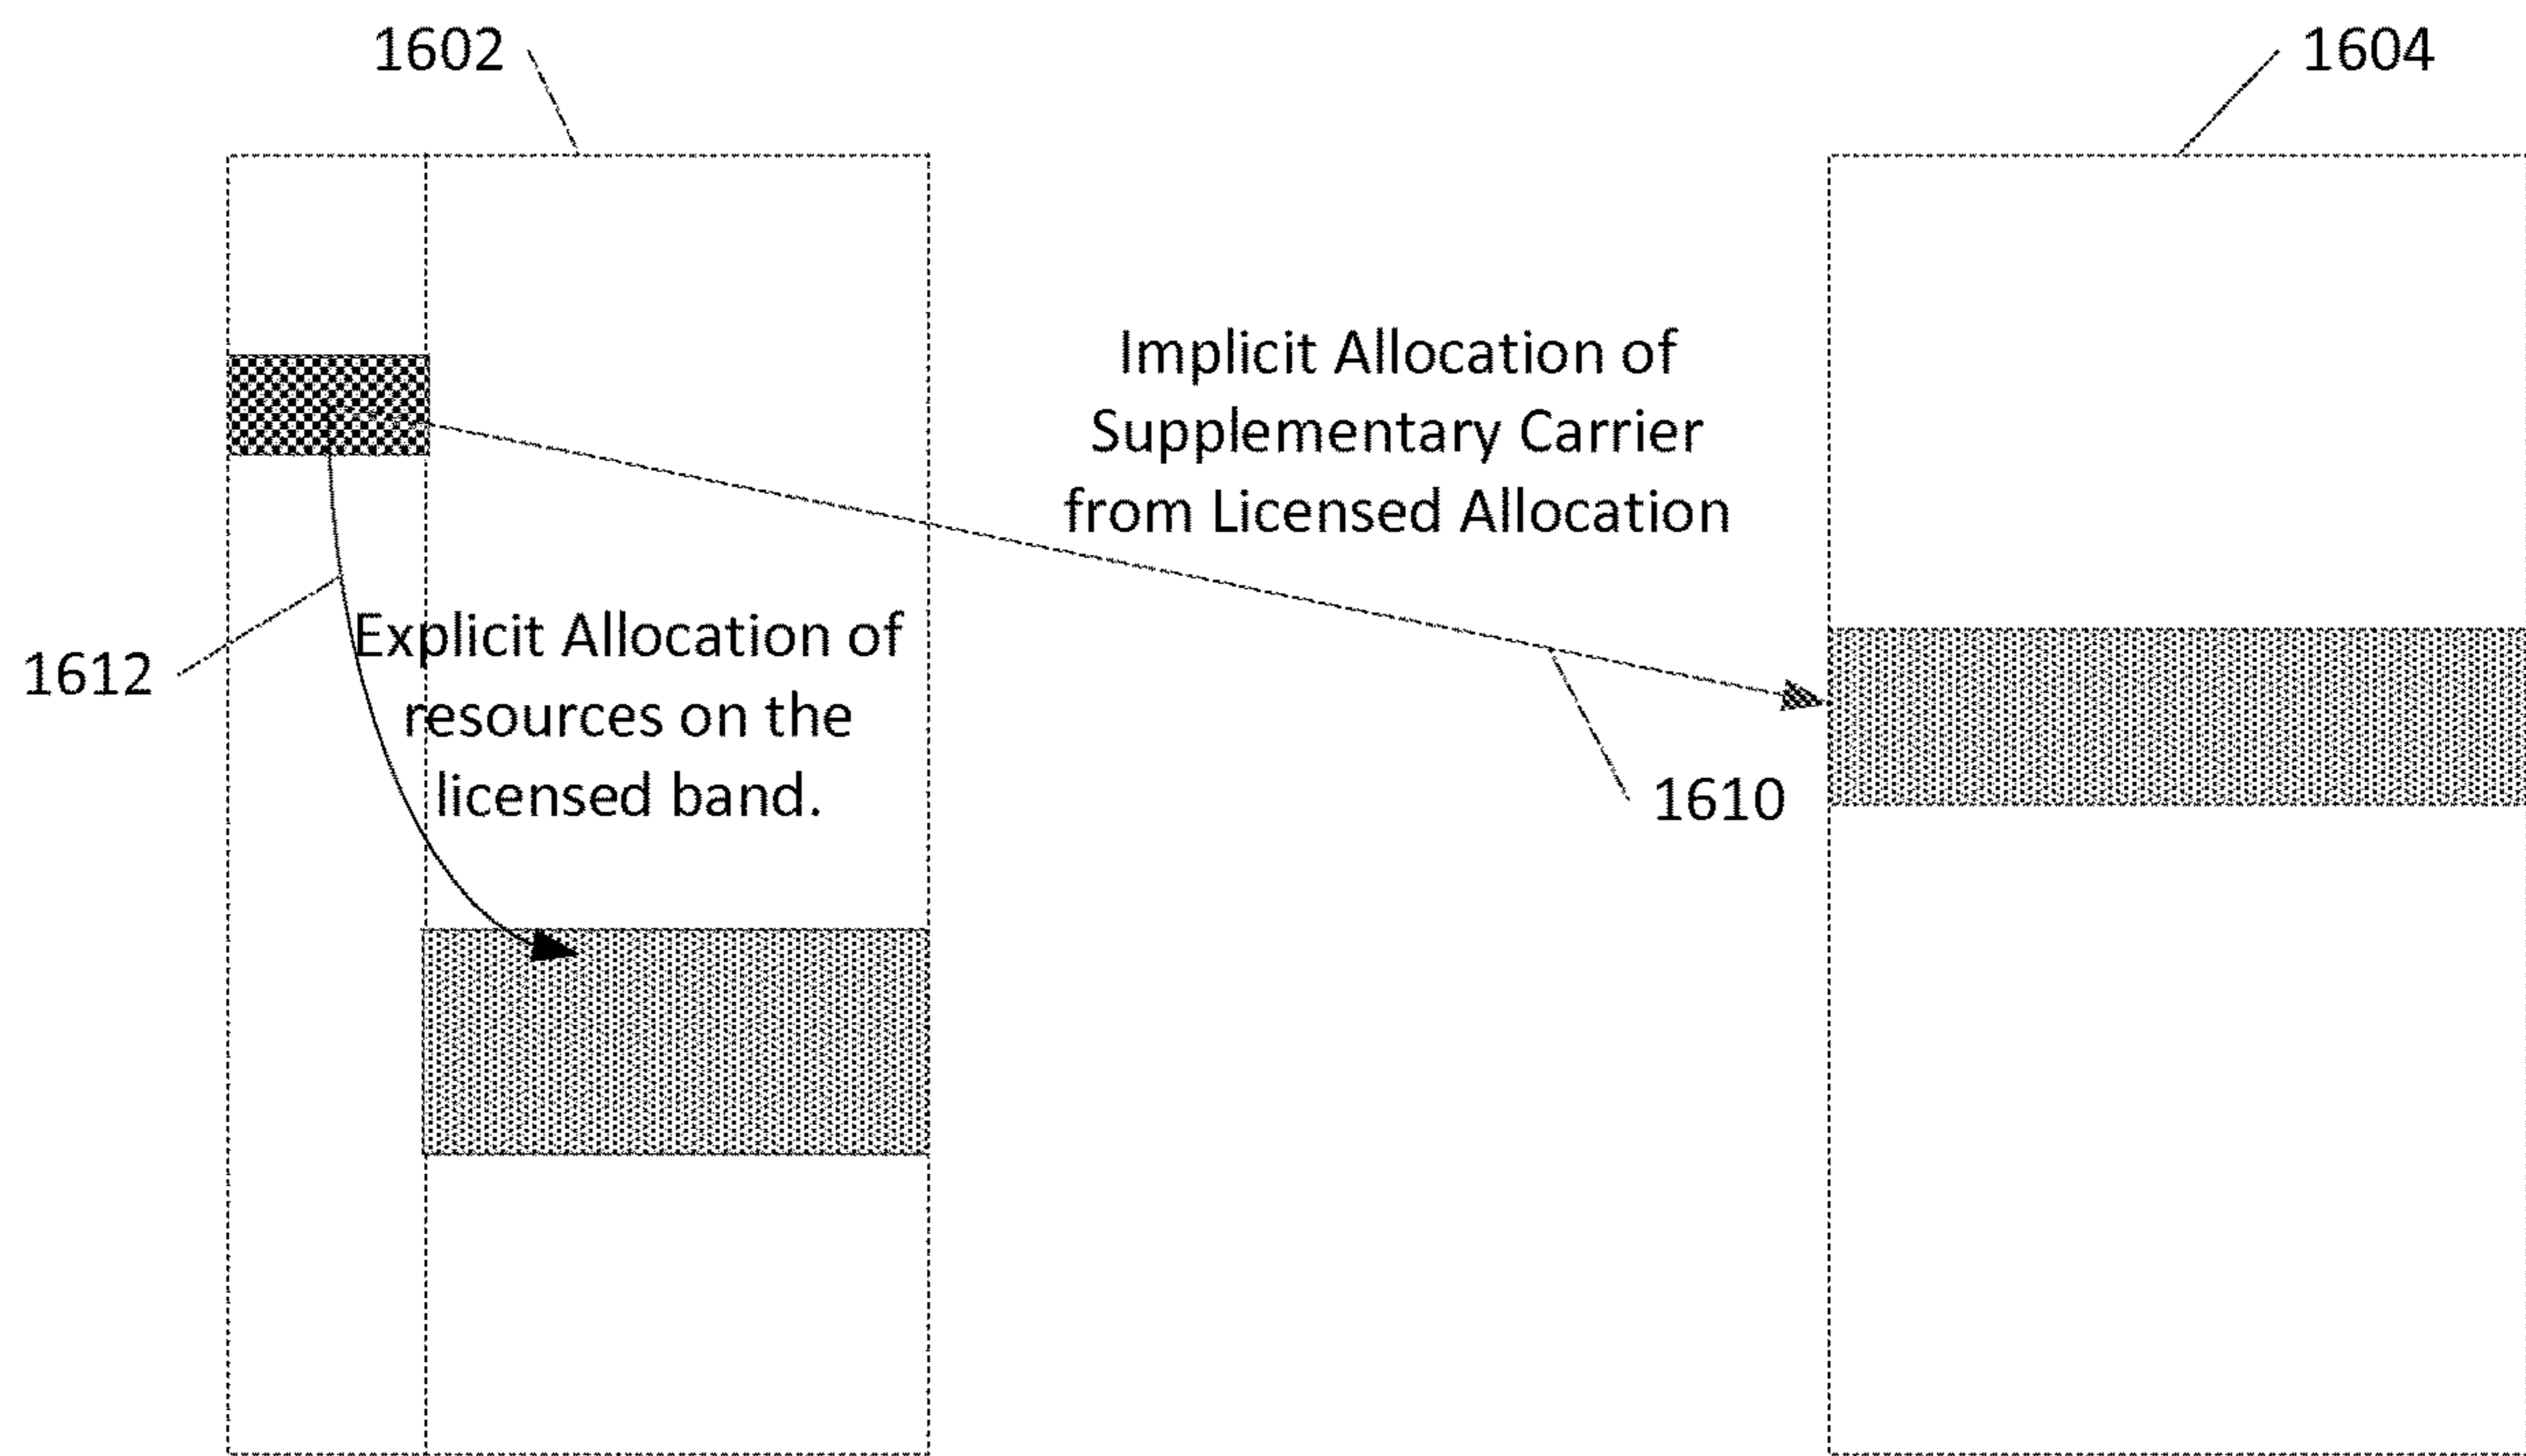 1602
1604
Implicit Allocation of
Supplementary Carrier
from Licensed Allocation
Explicit Allocation of
resources on the
licensed band.
1612
1610